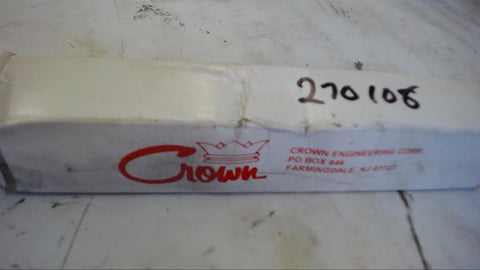 270108
Crown
CROWN ENGINEERING CORP.
PO BOX 846
FARMINGDALE, NJ 07727